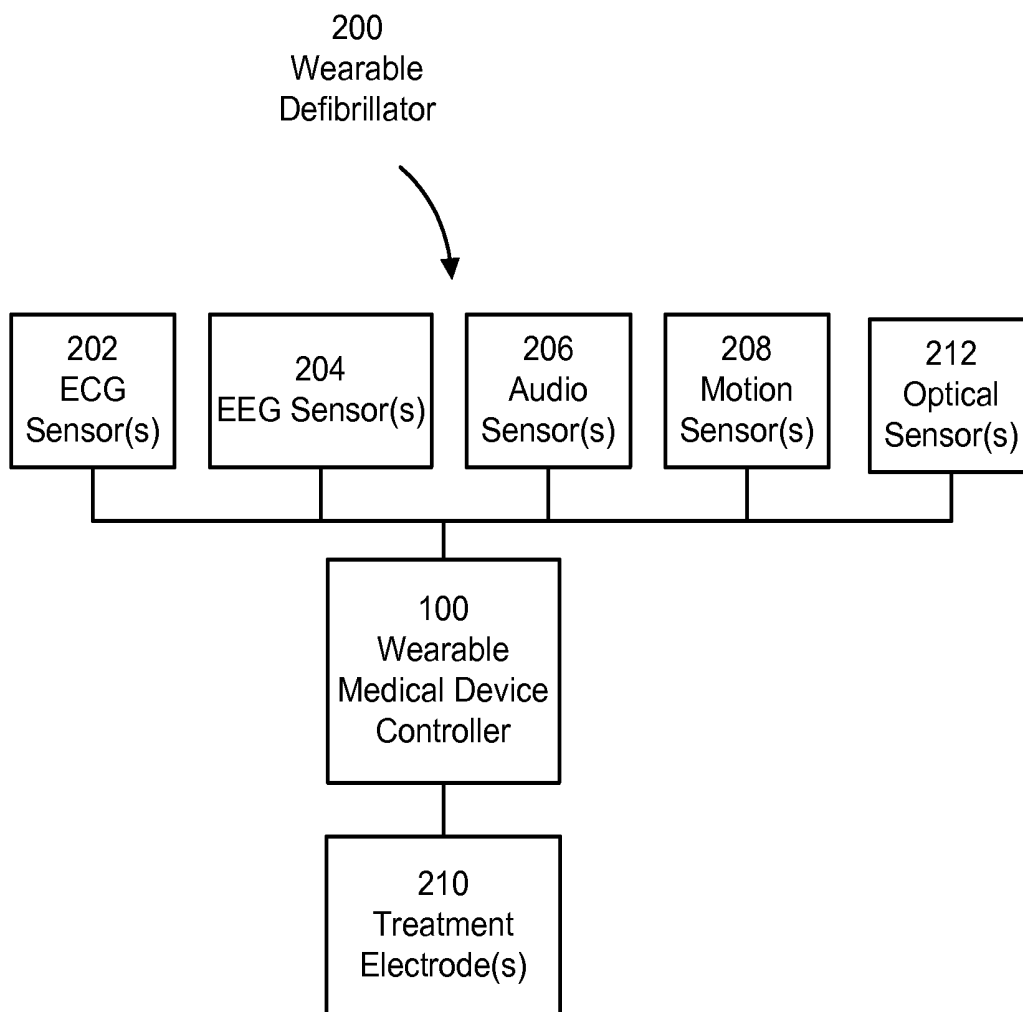 200
Wearable
Defibrillator
202
ECG
Sensor(s)
204
EEG Sensor(s)
206
Audio
Sensor(s)
208
Motion
Sensor(s)
212
Optical
Sensor(s)
100
Wearable
Medical Device
Controller
210
Treatment
Electrode(s)